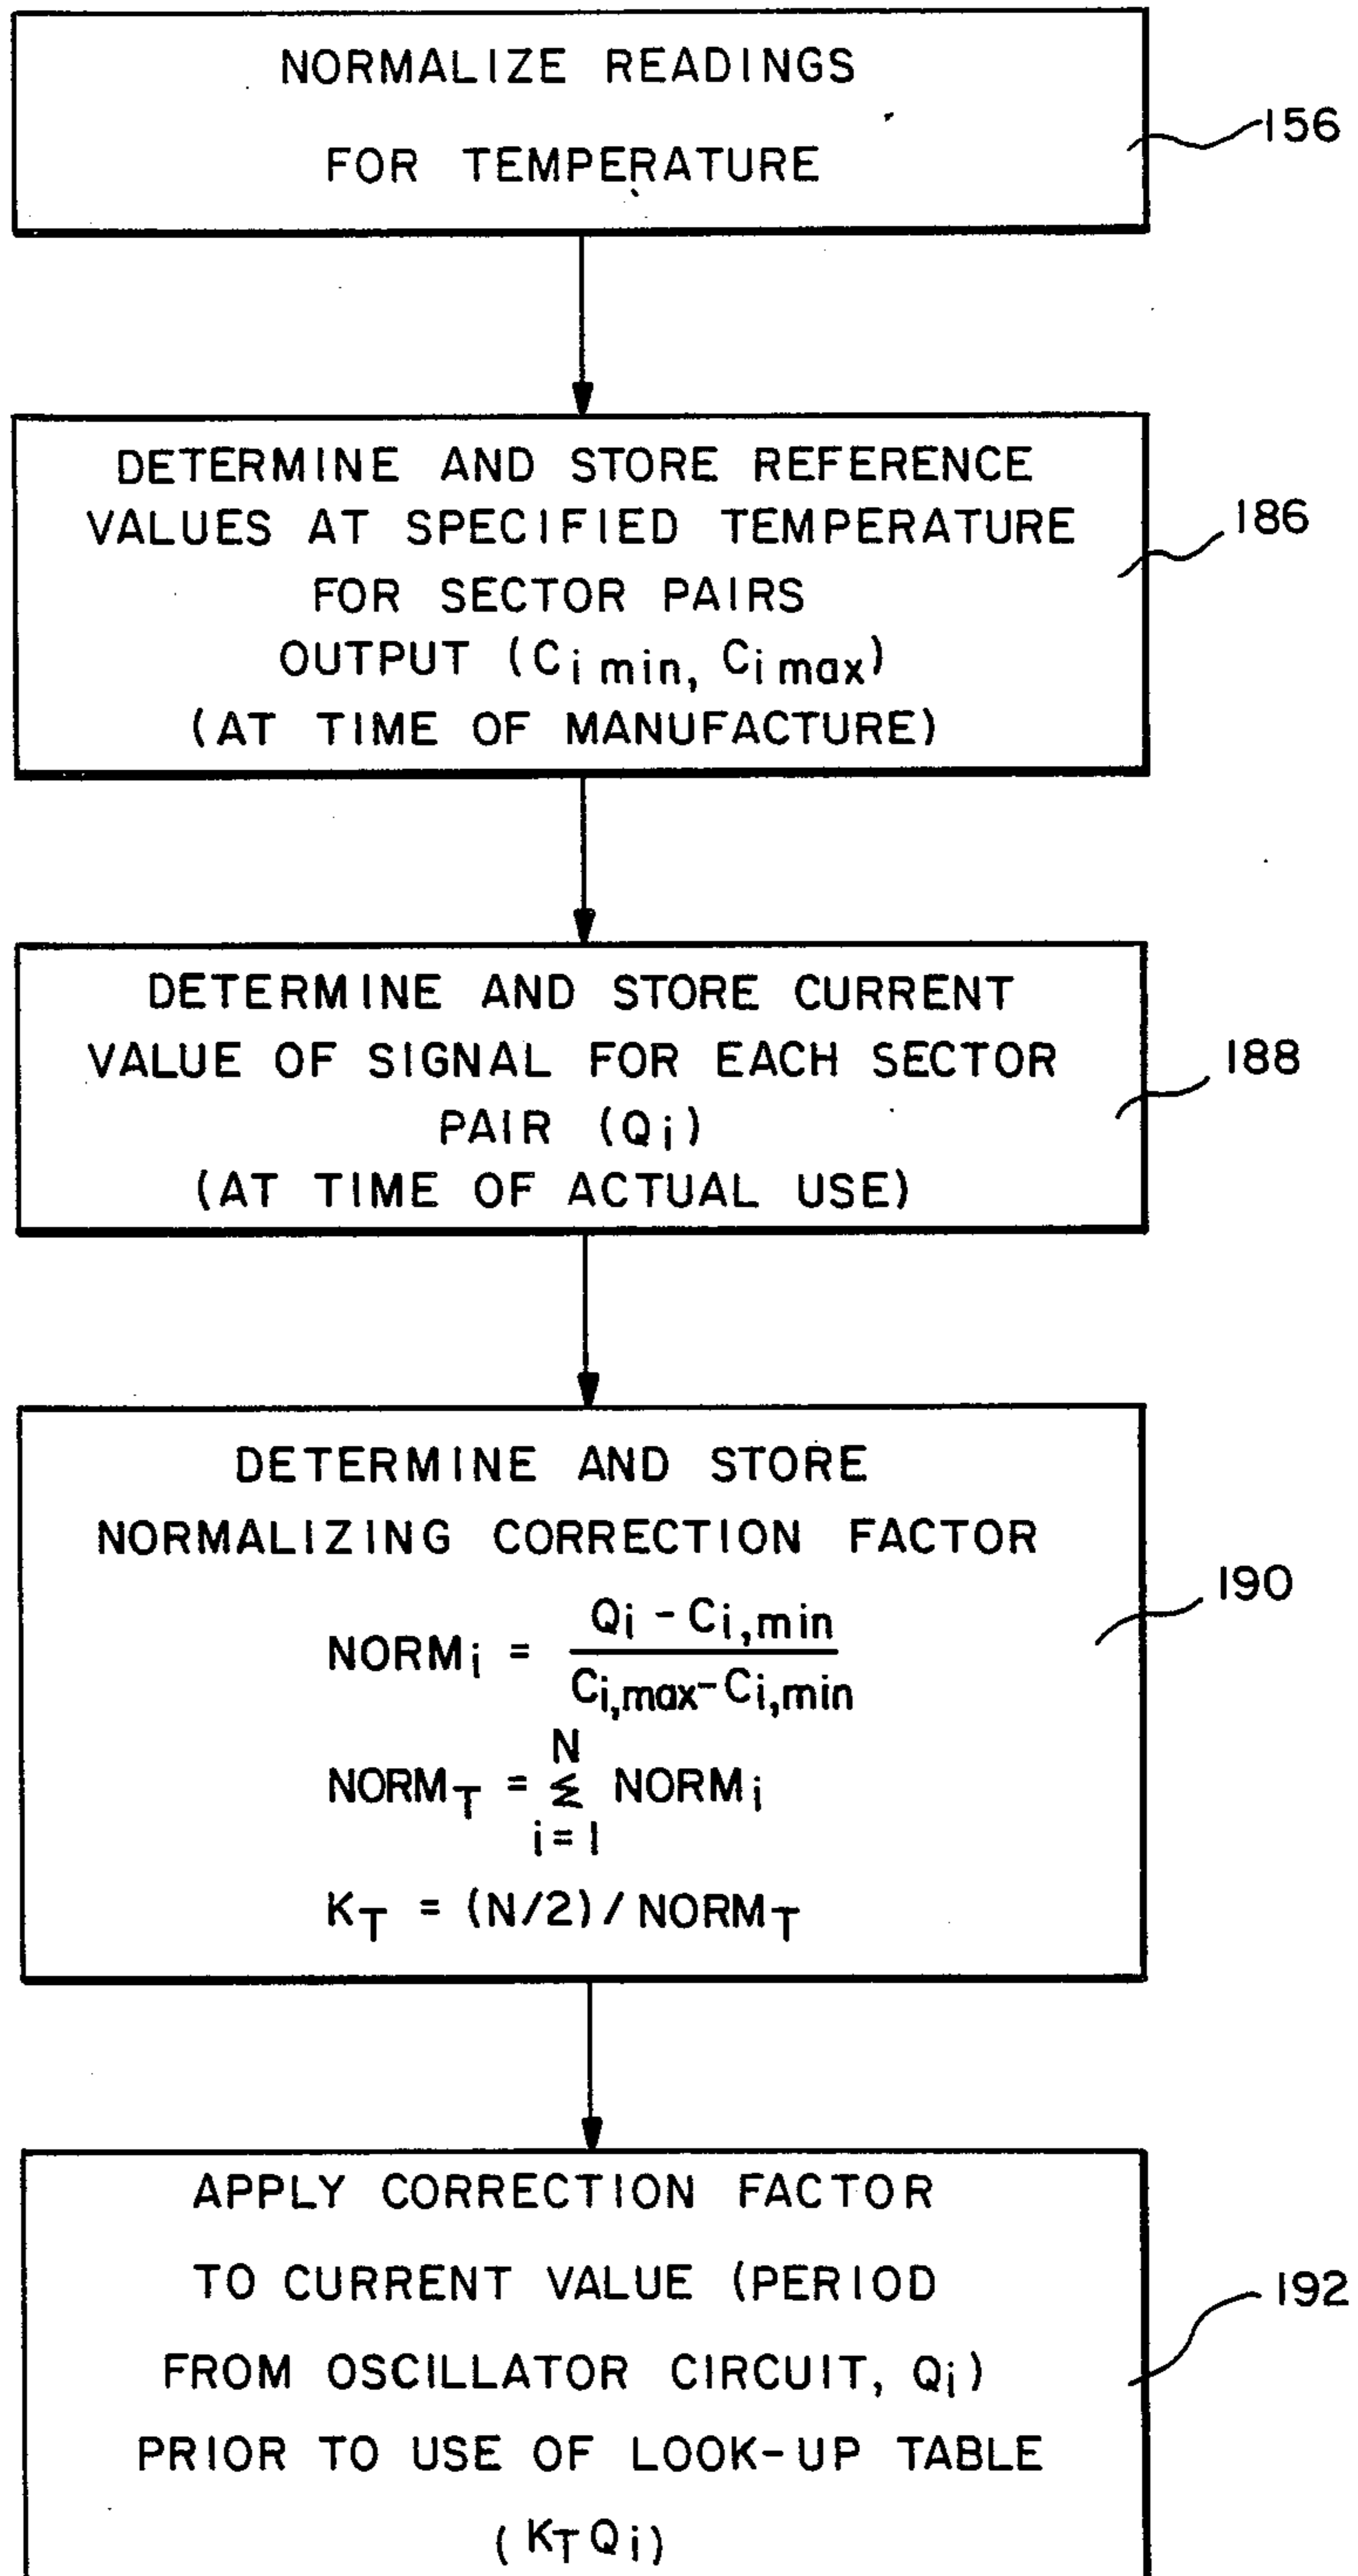 NORMALIZE READINGS
FOR TEMPERATURE
156
DETERMINE AND STORE REFERENCE
VALUES AT SPECIFIED TEMPERATURE
FOR SECTOR PAIRS
OUTPUT (Ci min, Ci max)
(AT TIME OF MANUFACTURE)
186
DETERMINE AND STORE CURRENT
VALUE OF SIGNAL FOR EACH SECTOR
PAIR (Qi)
(AT TIME OF ACTUAL USE)
188
DETERMINE AND STORE
NORMALIZING CORRECTION FACTOR
NORMi = (Qi - Ci,min) / (Ci,max - Ci,min)
NORMT = Σ i=1 N NORMi
KT = (N/2) / NORMT
190
APPLY CORRECTION FACTOR
TO CURRENT VALUE (PERIOD
FROM OSCILLATOR CIRCUIT, Qi)
PRIOR TO USE OF LOOK-UP TABLE
(KTQi)
192